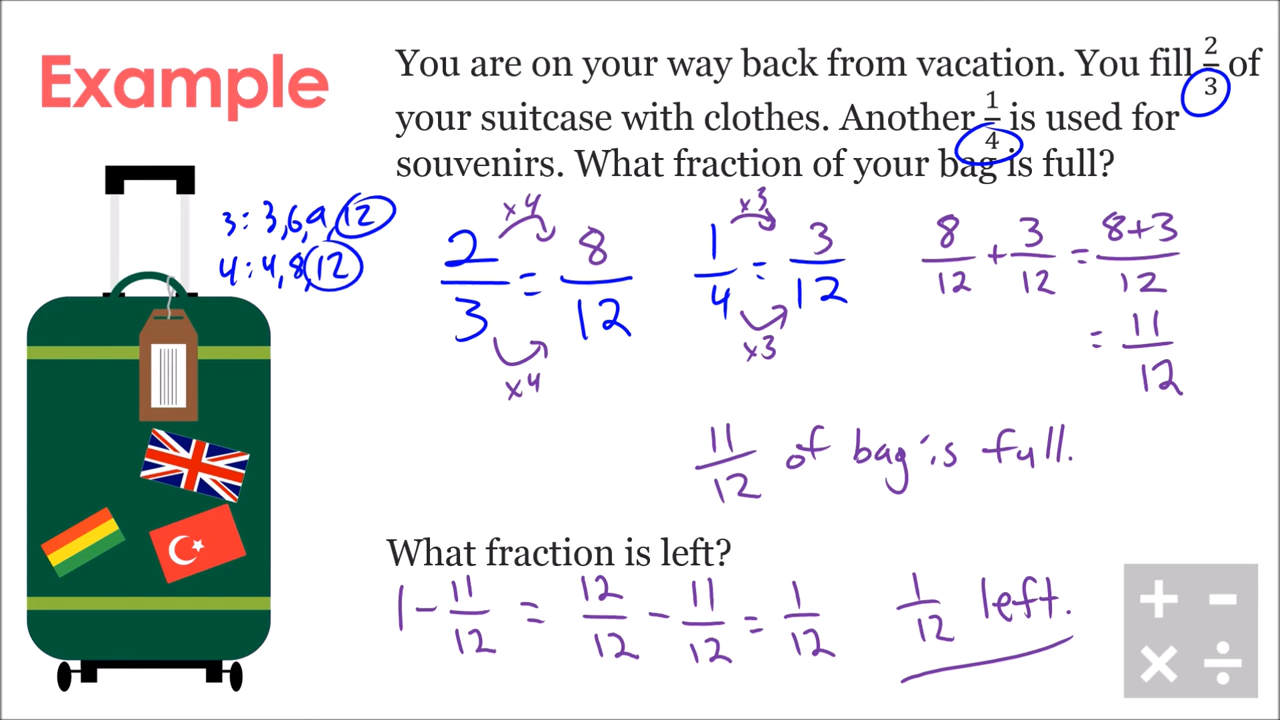 Example
You are on your way back from vacation. You fill 2/3 of
your suitcase with clothes. Another 1/4 is used for
souvenirs. What fraction of your bag is full?
3: 3,6,9,12
4: 4,8,12
2/3 = 8/12
x4
x4
1/4 = 3/12
x3
x3
8/12 + 3/12 = 8+3/12
= 11/12
11/12 of bag is full.
What fraction is left?
1 - 11/12 = 12/12 - 11/12 = 1/12
1/12 left.
+ −
× ÷